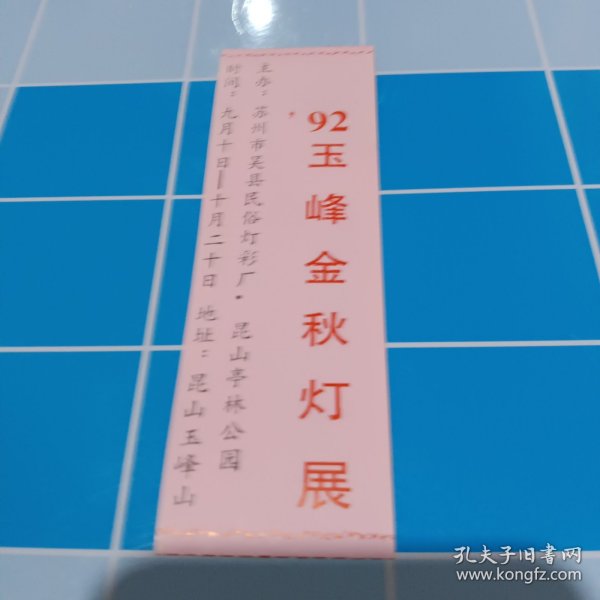 ’92
玉峰金秋灯展
主办：苏州市吴县民俗灯彩厂·昆山亭林公园
时间：九月十日—十月二十日 地址：昆山玉峰山
孔夫子旧书网
www.kongfz.com